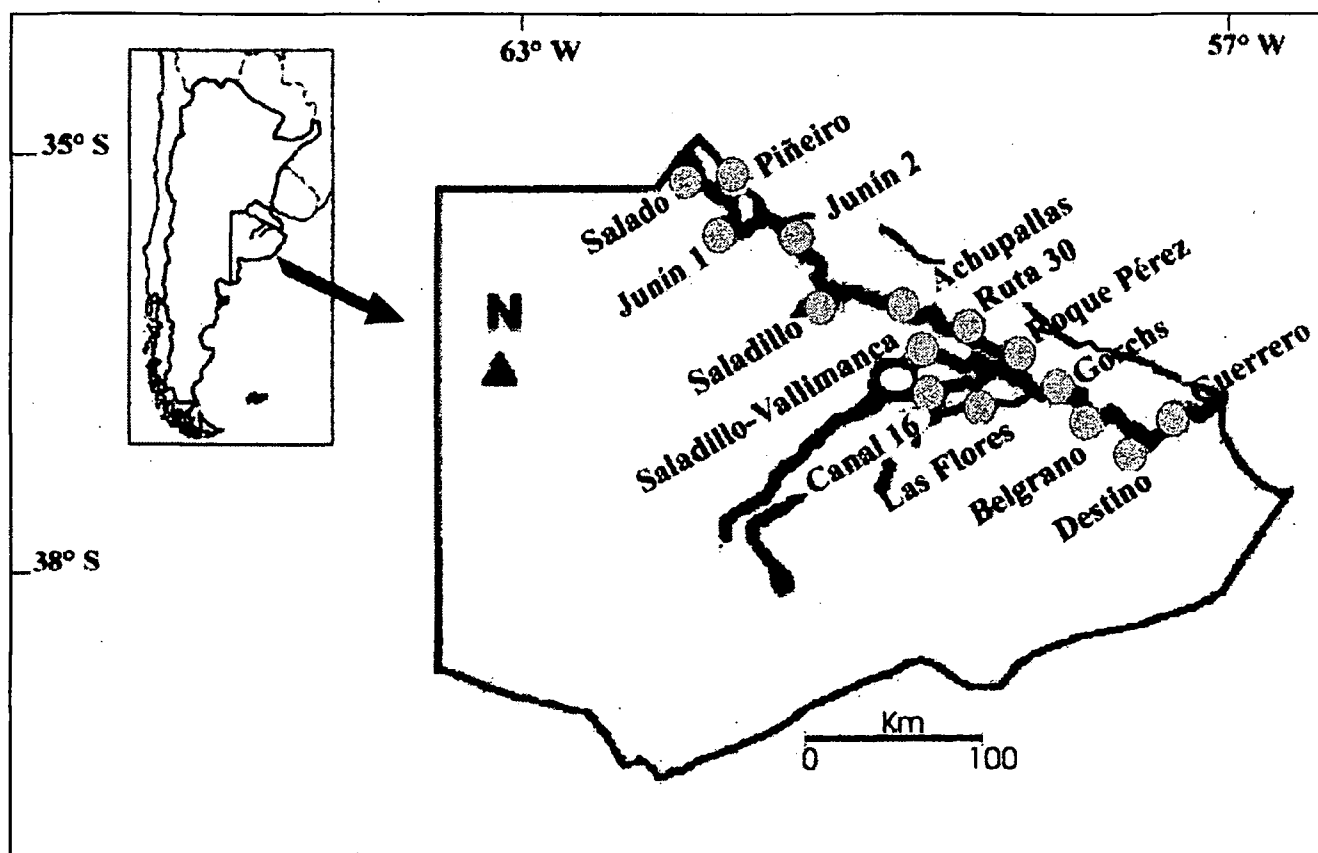 63° W
57° W
35° S
38° S
N
Piñeiro
Salado
Junín 2
Junín 1
Achupallas
Ruta 30
Saladillo
Roque Pérez
Saladillo-Vallimanca
Gorchs
Guerrero
Canal 16
Las Flores
Belgrano
Destino
Km
0 100